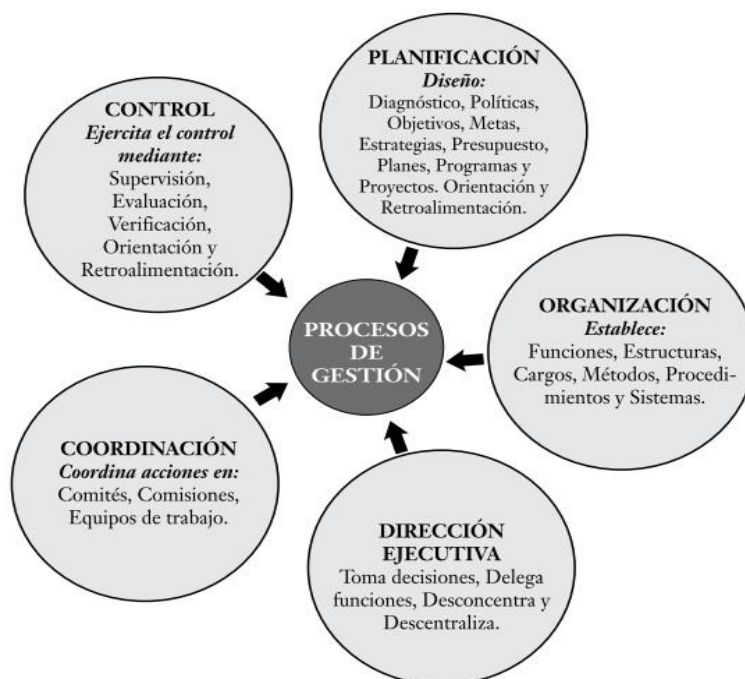 PLANIFICACIÓN
Diseño:
Diagnóstico, Políticas,
Objetivos, Metas,
Estrategias, Presupuesto,
Planes, Programas y
Proyectos. Orientación y
Retroalimentación.
CONTROL
Ejercita el control
mediante:
Supervisión,
Evaluación,
Verificación,
Orientación y
Retroalimentación.
PROCESOS
DE
GESTIÓN
ORGANIZACIÓN
Establece:
Funciones, Estructuras,
Cargos, Métodos, Procedi-
mientos y Sistemas.
COORDINACIÓN
Coordina acciones en:
Comités, Comisiones,
Equipos de trabajo.
DIRECCIÓN
EJECUTIVA
Toma decisiones, Delega
funciones, Desconcentra y
Descentraliza.